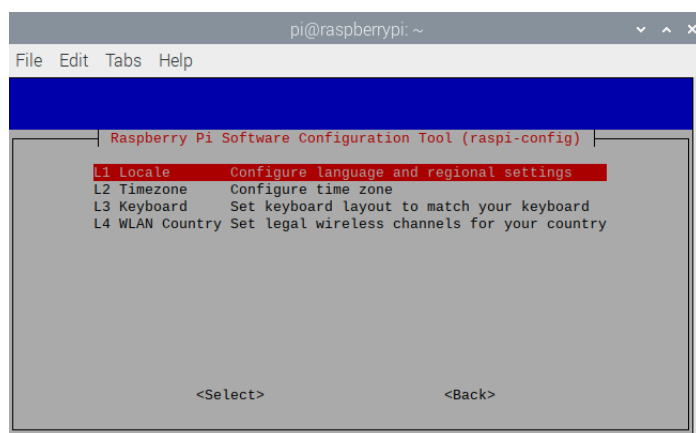 pi@raspberrypi: ~
File Edit Tabs Help
Raspberry Pi Software Configuration Tool (raspi-config)
L1 Locale Configure language and regional settings
L2 Timezone Configure time zone
L3 Keyboard Set keyboard layout to match your keyboard
L4 WLAN Country Set legal wireless channels for your country
<Select> <Back>